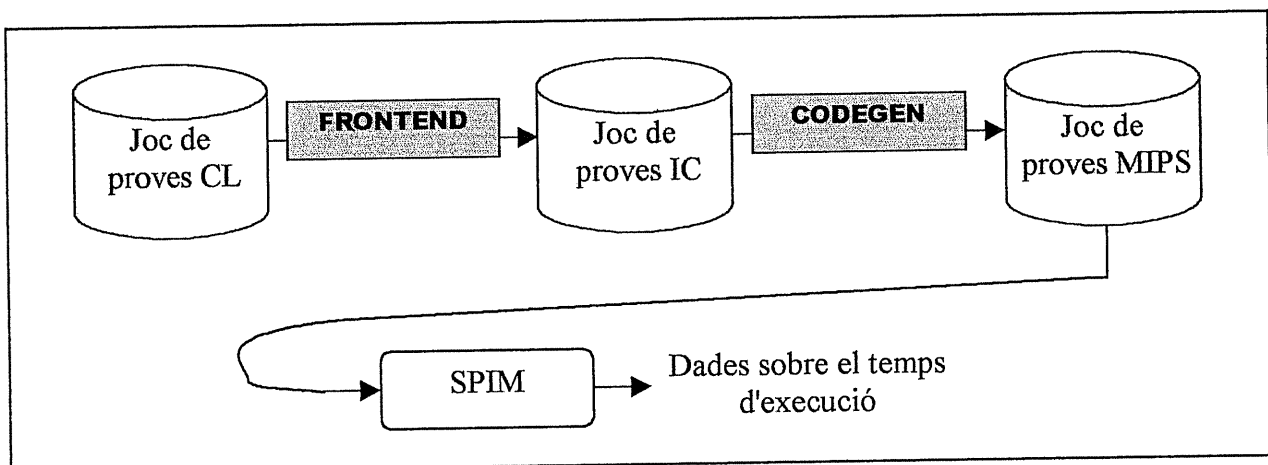 Joc de
proves CL
FRONTEND
Joc de
proves IC
CODEGEN
Joc de
proves MIPS
SPIM
Dades sobre el temps
d'execució